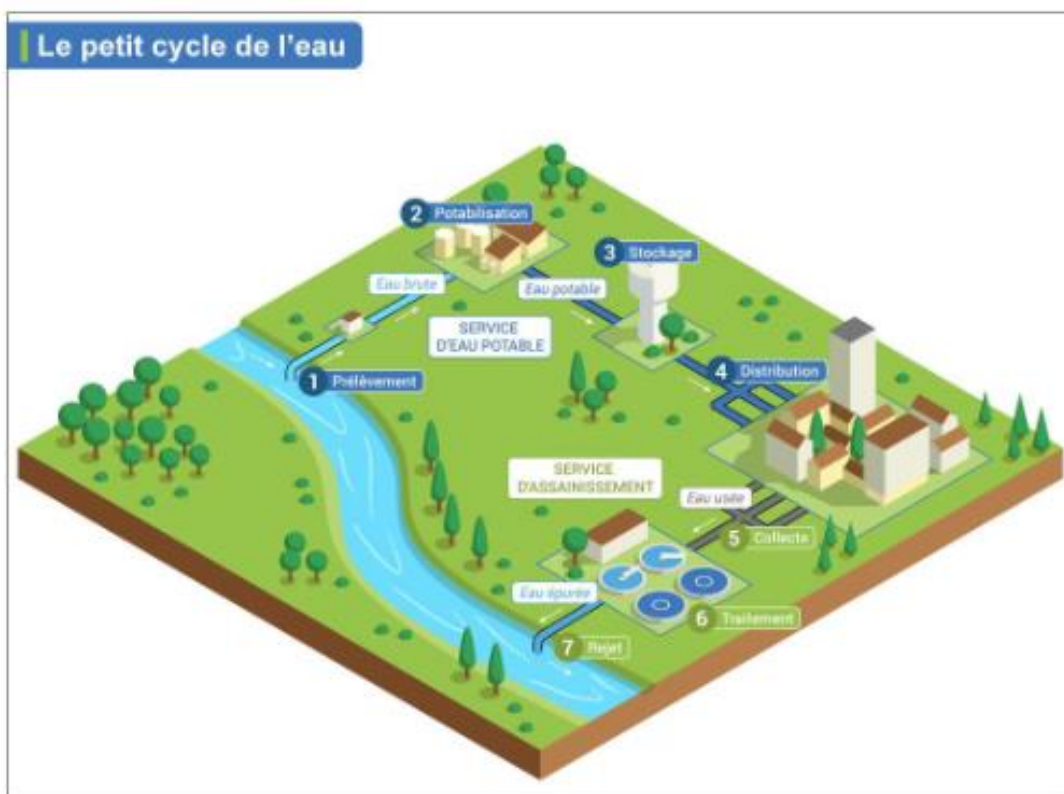 Le petit cycle de l'eau
2 Potabilisation
3 Stockage
Eau brute
Eau potable
SERVICE
D'EAU POTABLE
1 Prélèvement
4 Distribution
SERVICE
D'ASSAINISSEMENT
Eau usée
5 Collecte
Eau épurée
6 Traitement
7 Rejet